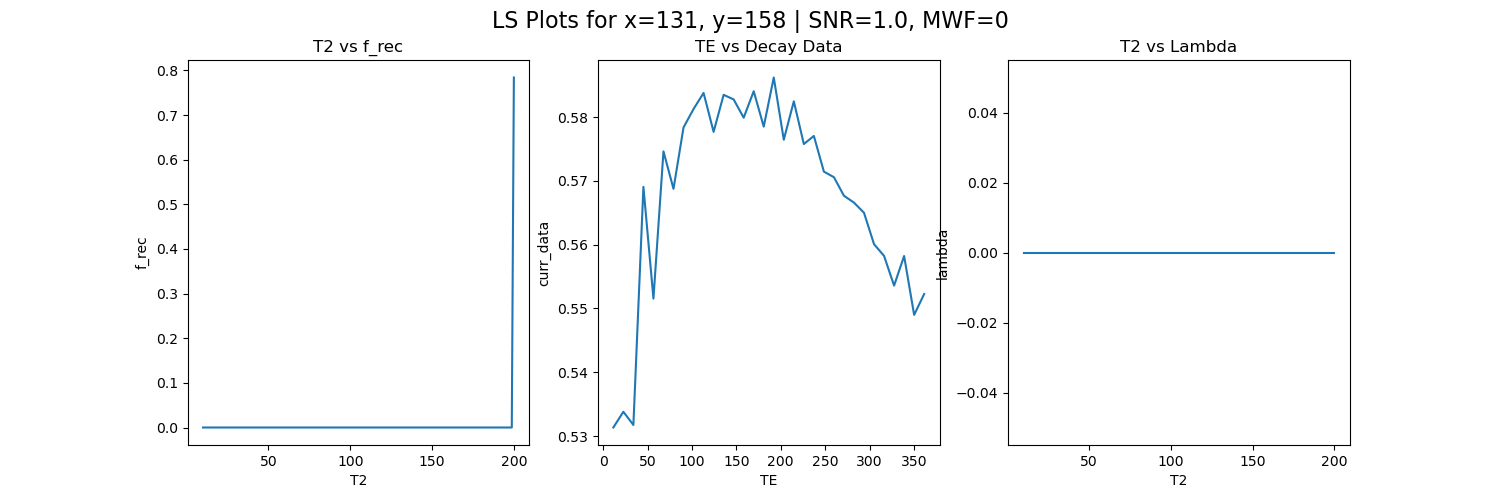 LS Plots for x=131, y=158 | SNR=1.0, MWF=0
T2 vs f_rec
0.8
0.7
0.6
0.5
0.4
0.3
0.2
0.1
0.0
f_rec
50 100 150 200
T2
TE vs Decay Data
0.58
0.57
0.56
0.55
0.54
0.53
curr_data
0 50 100 150 200 250 300 350
TE
T2 vs Lambda
0.04
0.02
0.00
−0.02
−0.04
lambda
50 100 150 200
T2